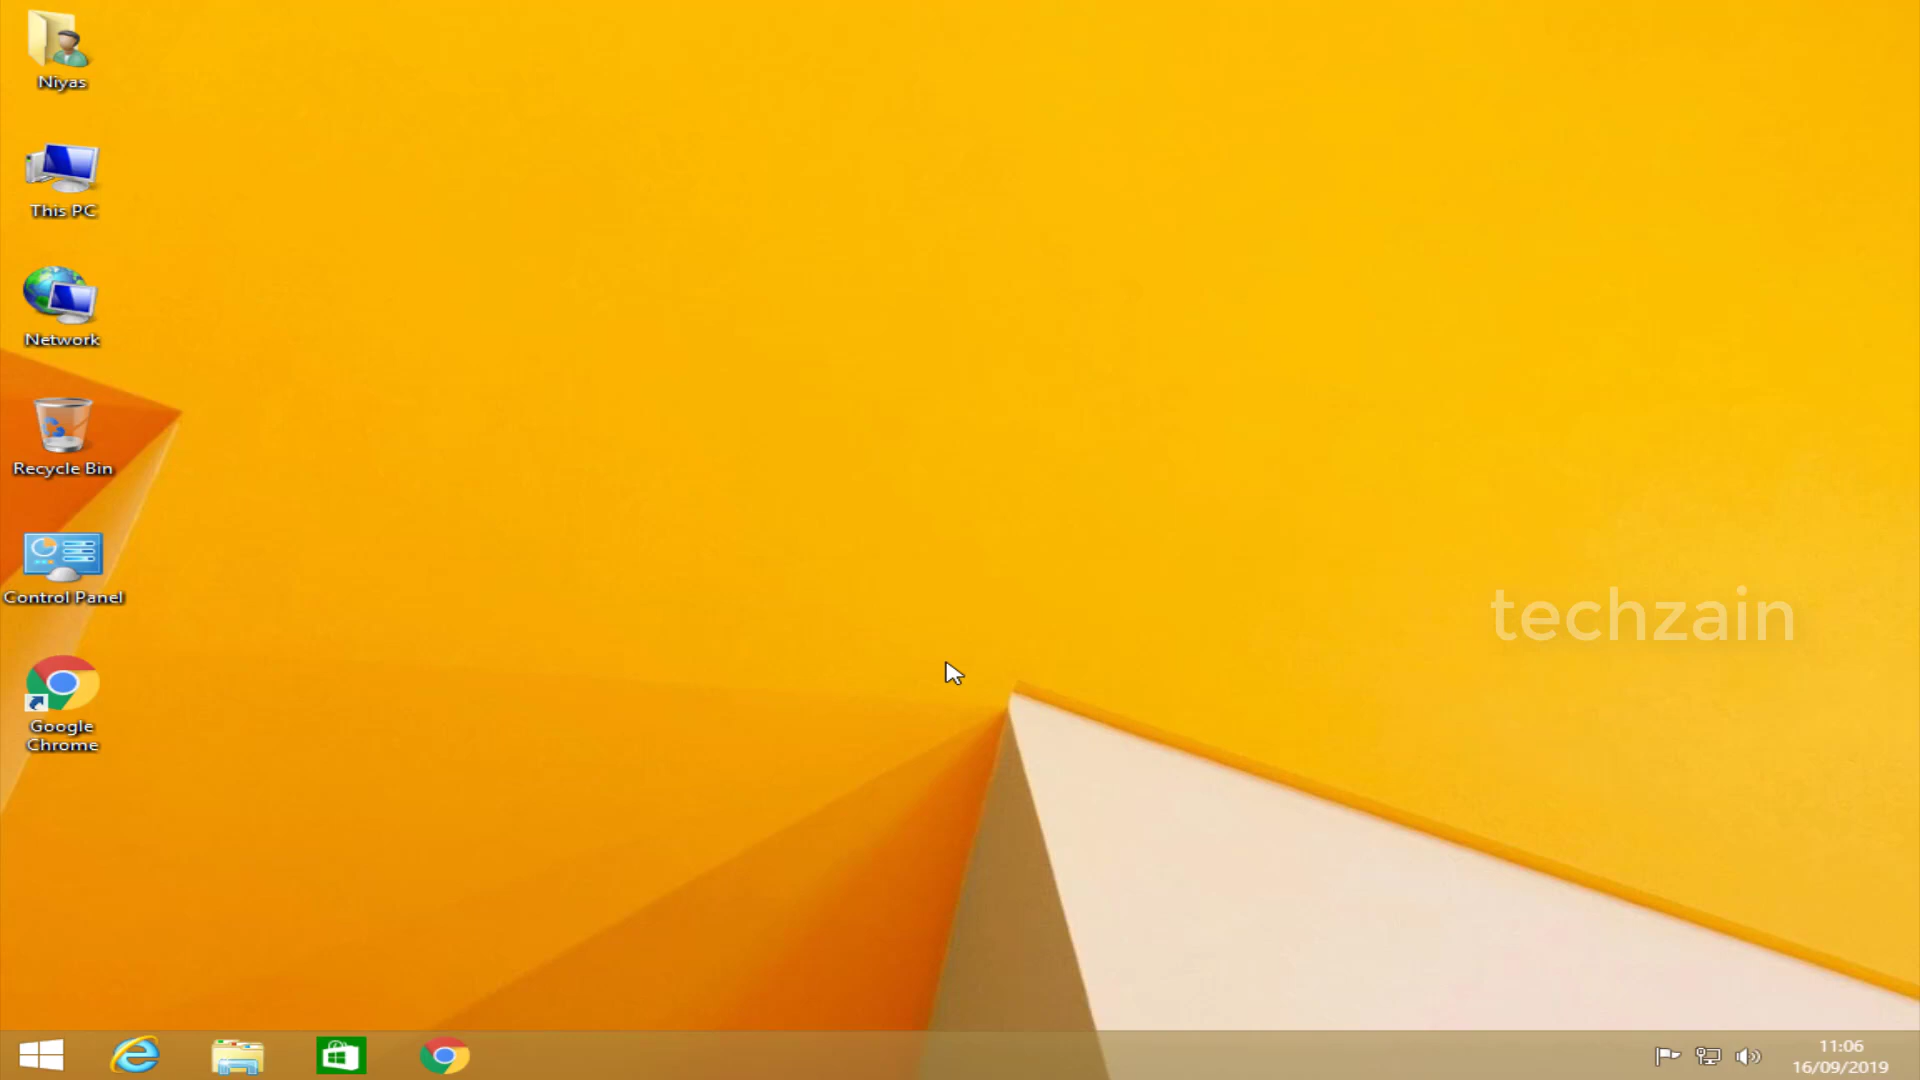 Niyas
This PC
Network
Recycle Bin
Control Panel
Google
Chrome
techzain
11:06
16/09/2019